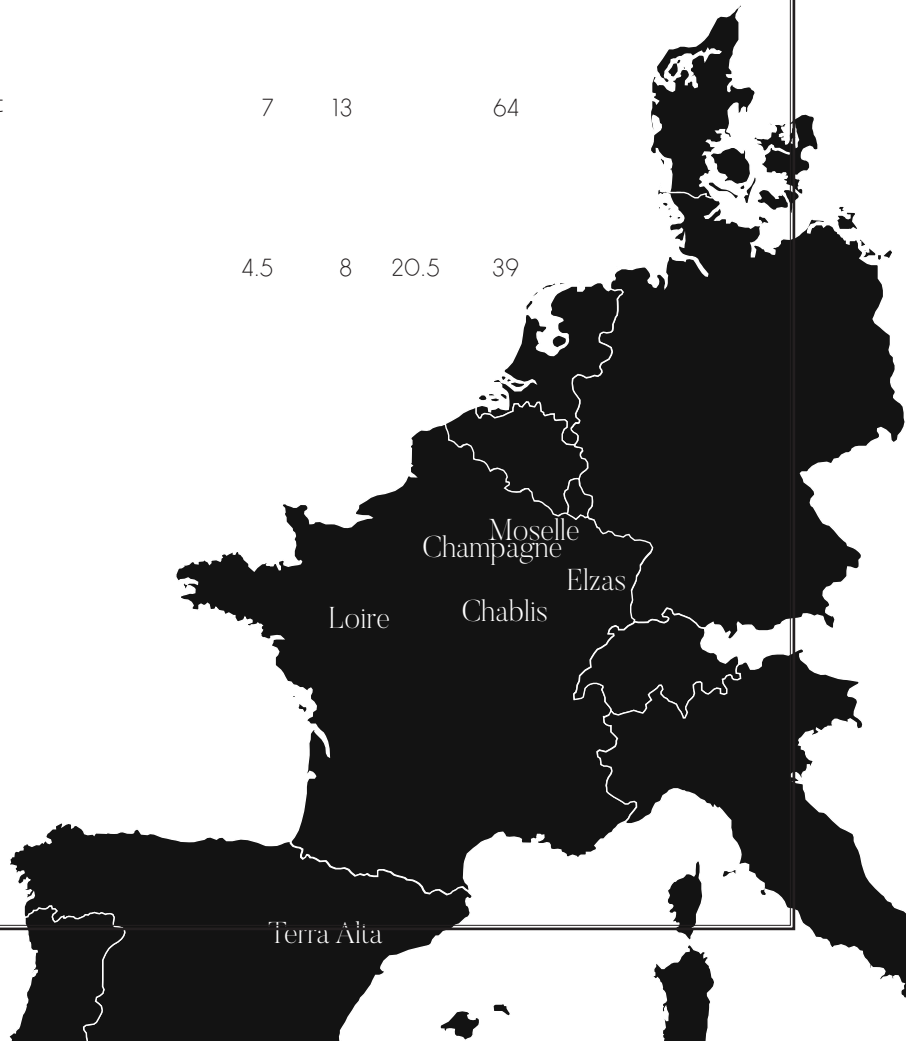 7 13 64
4.5 8 20.5 39
Moselle
Champagne
Elzas
Chablis
Loire
Terra Alta